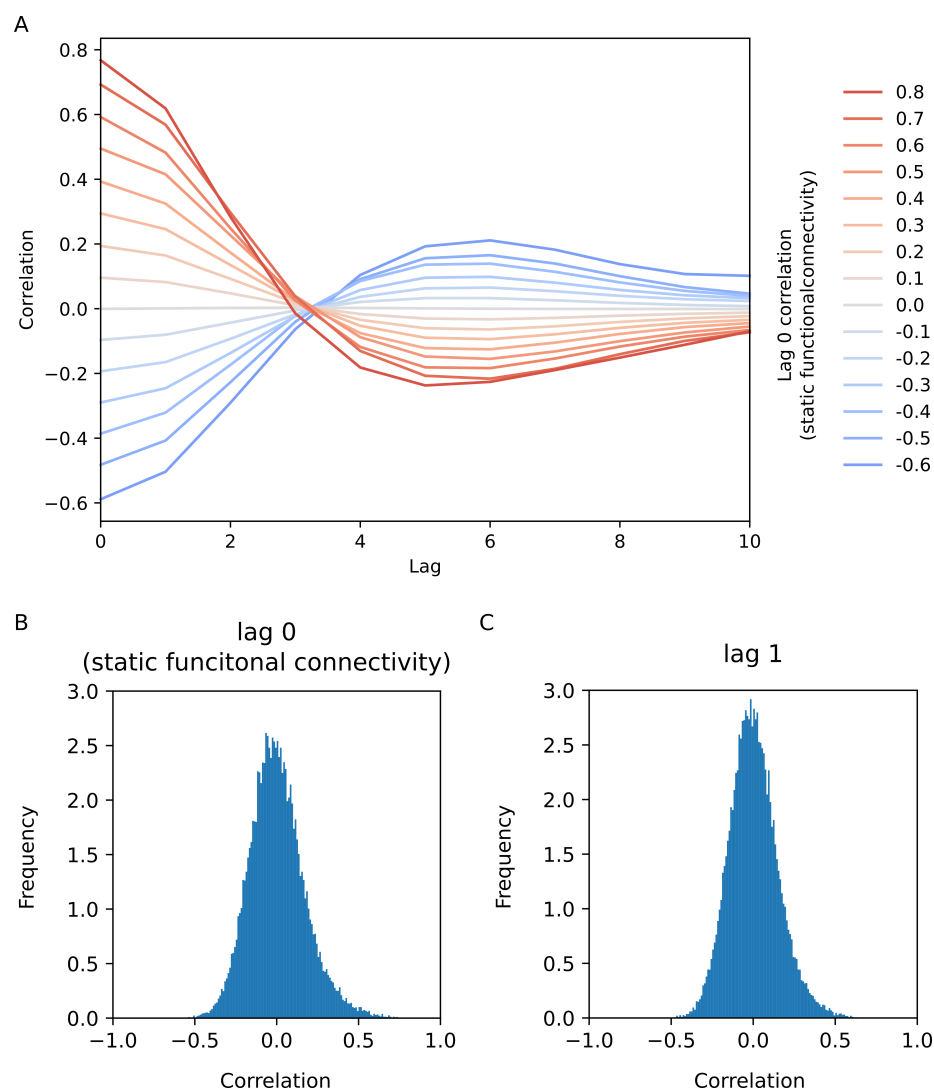 A
0.8
0.6
0.4
0.2
0.0
−0.2
−0.4
−0.6
Correlation
0 2 4 6 8 10
Lag
Lag 0 correlation
(static functionalconnectivity)
0.8
0.7
0.6
0.5
0.4
0.3
0.2
0.1
0.0
-0.1
-0.2
-0.3
-0.4
-0.5
-0.6
B
lag 0
(static funcitonal connectivity)
3.0
2.5
2.0
1.5
1.0
0.5
0.0
Frequency
−1.0 −0.5 0.0 0.5 1.0
Correlation
C
lag 1
3.0
2.5
2.0
1.5
1.0
0.5
0.0
Frequency
−1.0 −0.5 0.0 0.5 1.0
Correlation